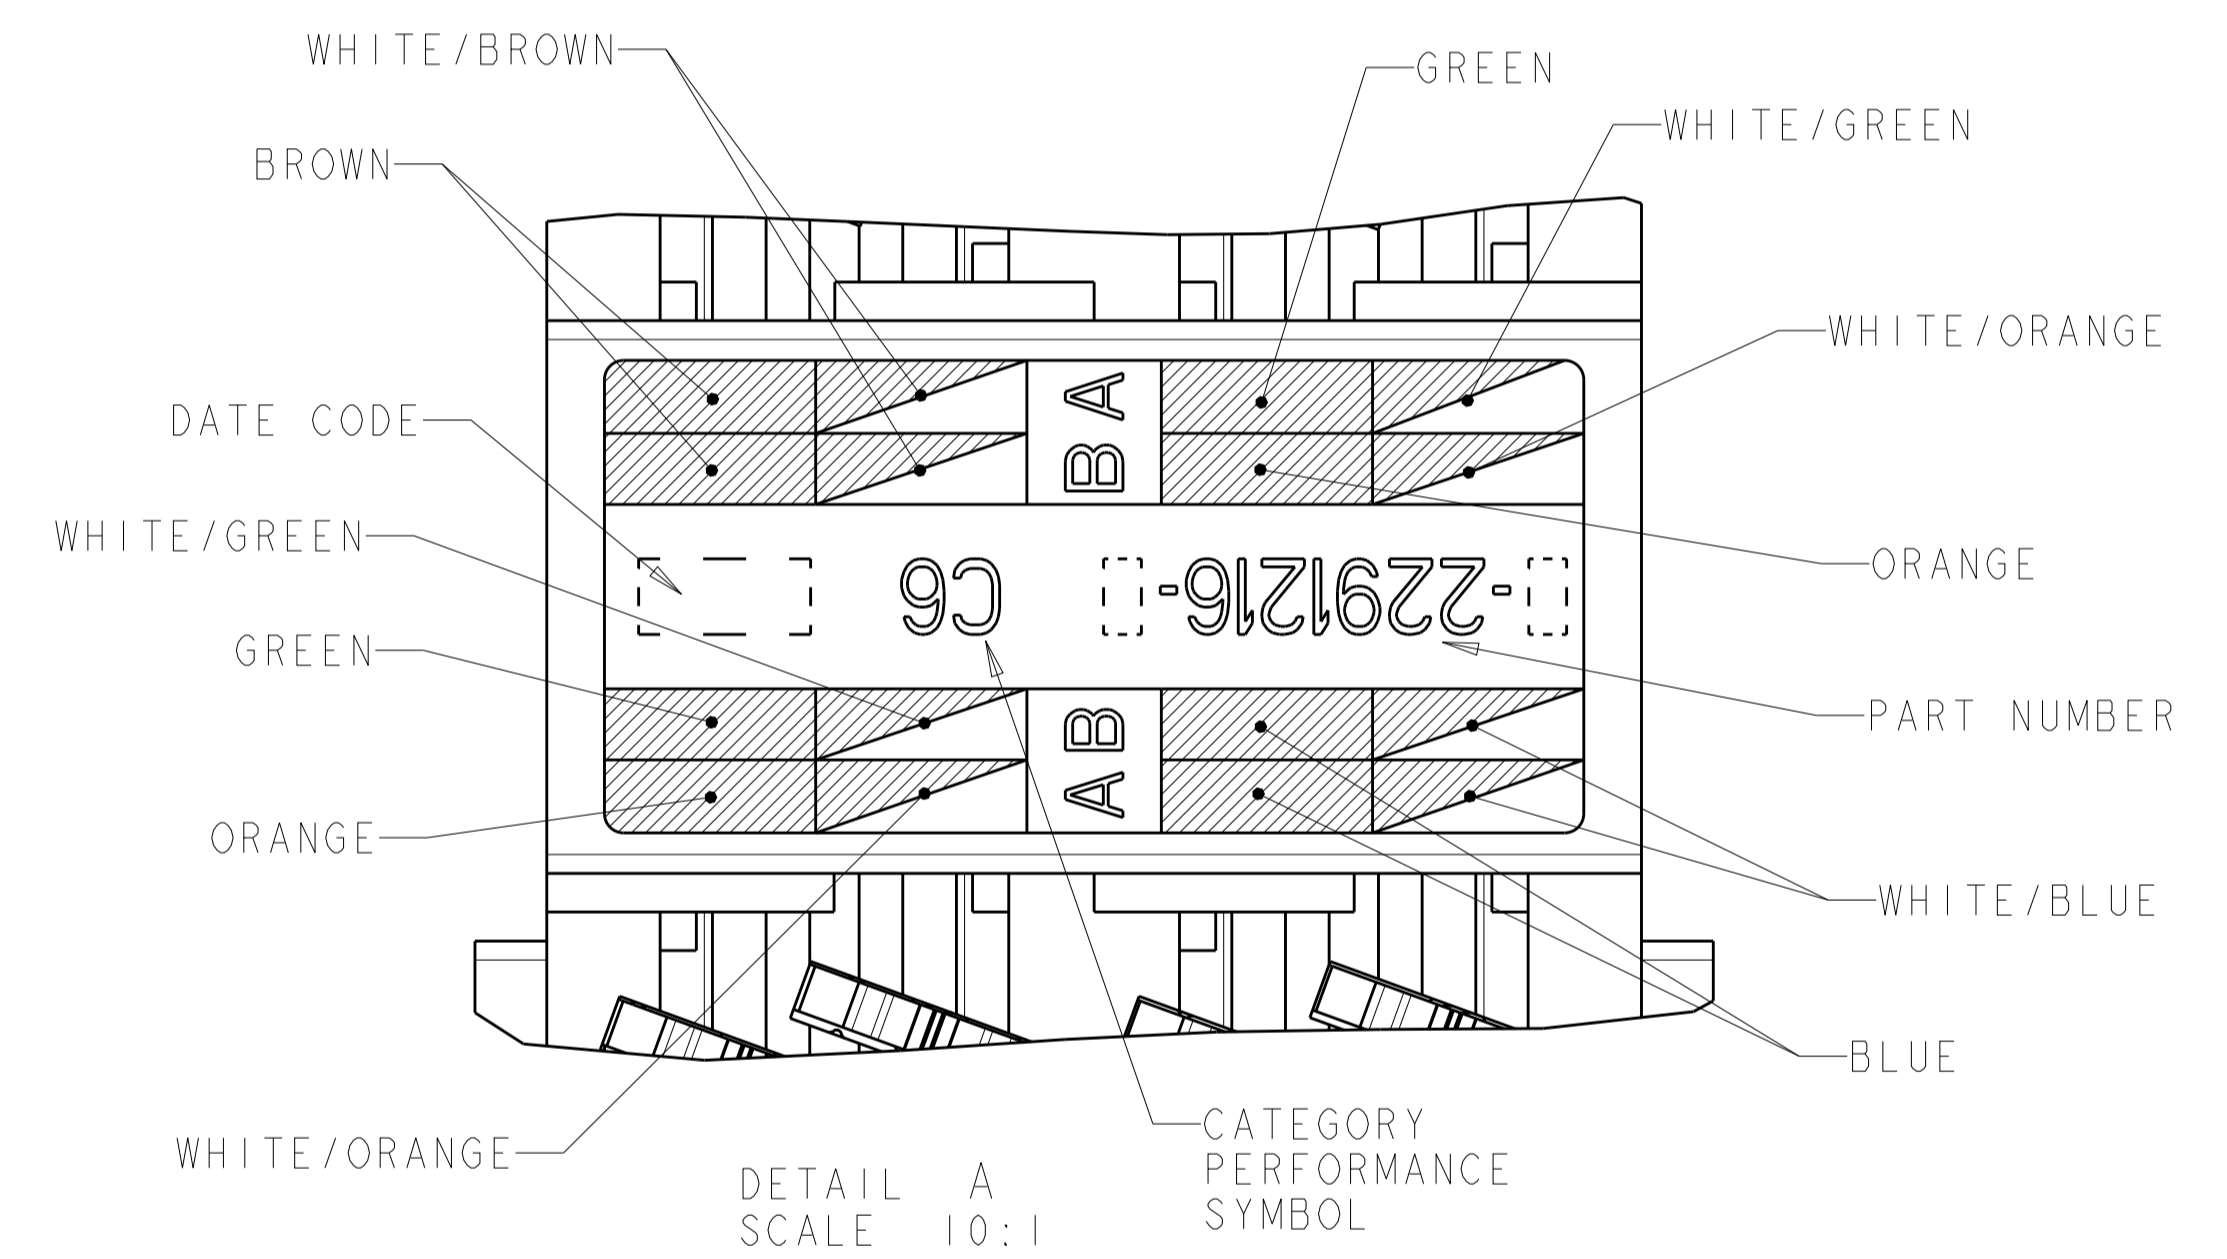 WHITE/BROWN
GREEN
WHITE/GREEN
BROWN
WHITE/ORANGE
B A
DATE CODE
WHITE/GREEN
ORANGE
C6
-2291216-
GREEN
PART NUMBER
A B
ORANGE
WHITE/BLUE
BLUE
WHITE/ORANGE
CATEGORY
PERFORMANCE
SYMBOL
DETAIL A
SCALE 10:1